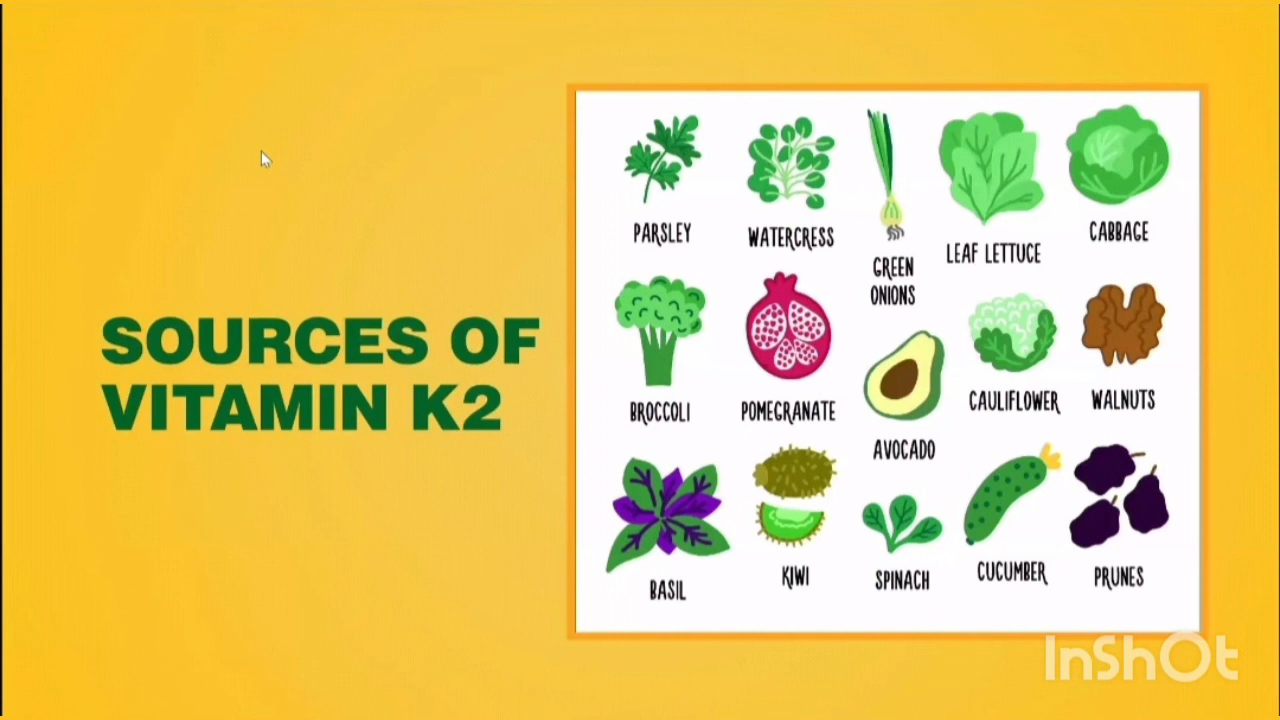 SOURCES OF
VITAMIN K2
PARSLEY
WATERCRESS
GREEN
ONIONS
LEAF LETTUCE
CABBAGE
BROCCOLI
POMEGRANATE
AVOCADO
CAULIFLOWER
WALNUTS
BASIL
KIWI
SPINACH
CUCUMBER
PRUNES
InShOt